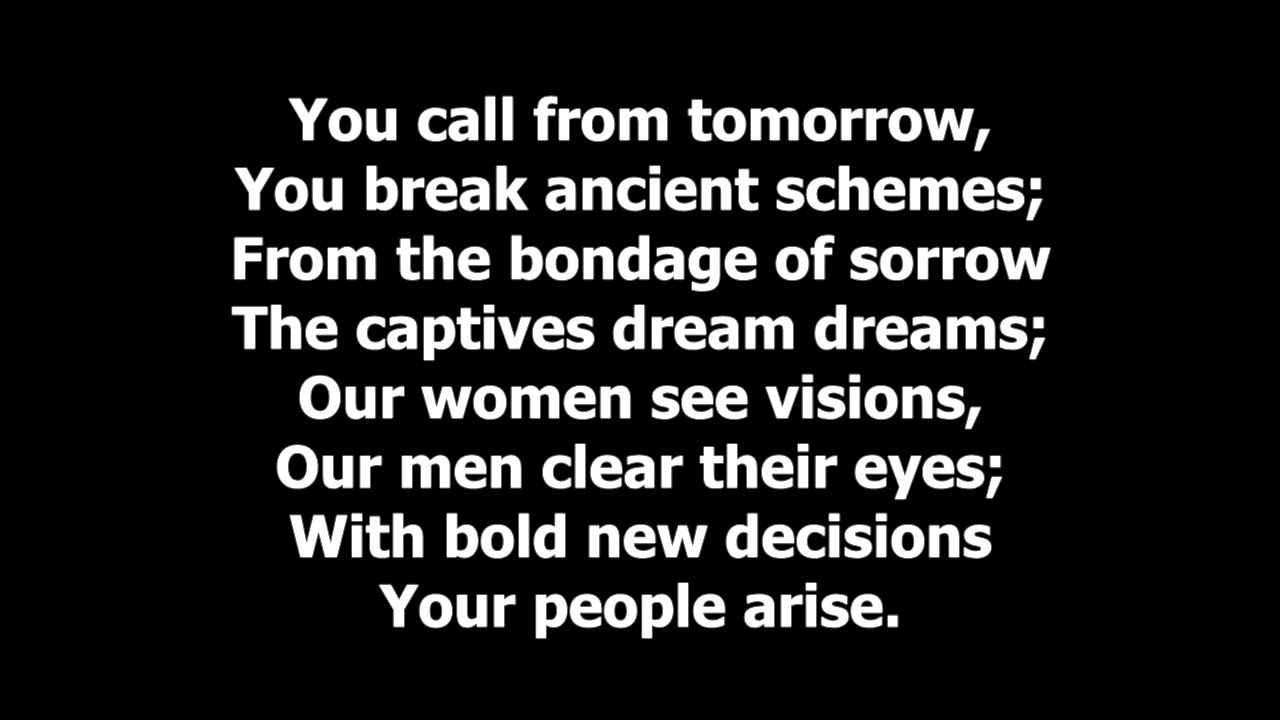 You call from tomorrow,
You break ancient schemes;
From the bondage of sorrow
The captives dream dreams;
Our women see visions,
Our men clear their eyes;
With bold new decisions
Your people arise.